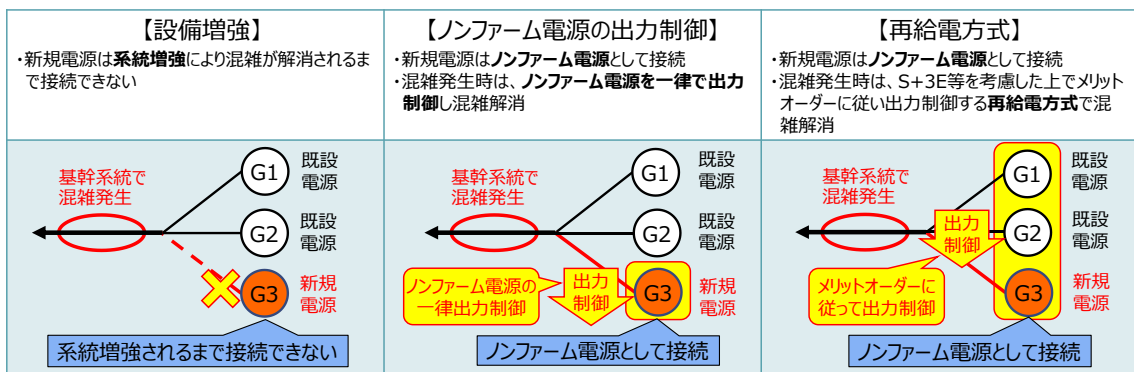 【設備増強】
・新規電源は系統増強により混雑が解消されるま
で接続できない
基幹系統で
混雑発生
G1
既設
電源
G2
既設
電源
G3
新規
電源
系統増強されるまで接続できない
【ノンファーム電源の出力制御】
・新規電源はノンファーム電源として接続
・混雑発生時は、ノンファーム電源を一律で出力
制御し混雑解消
基幹系統で
混雑発生
G1
既設
電源
G2
既設
電源
ノンファーム電源の
一律出力制御
出力
制御
G3
新規
電源
ノンファーム電源として接続
【再給電方式】
・新規電源はノンファーム電源として接続
・混雑発生時は、S+3E等を考慮した上でメリット
オーダーに従い出力制御する再給電方式で混
雑解消
基幹系統で
混雑発生
G1
既設
電源
出力
制御
G2
既設
電源
メリットオーダーに
従って出力制御
G3
新規
電源
ノンファーム電源として接続